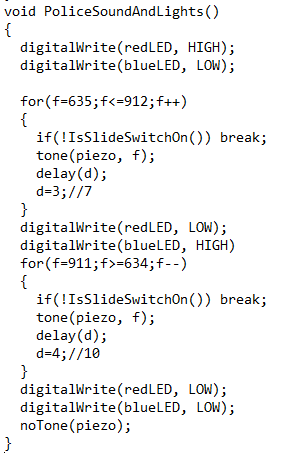 void PoliceSoundAndLights()
{
  digitalWrite(redLED, HIGH);
  digitalWrite(blueLED, LOW);

  for(f=635;f<=912;f++)
  {
    if(!IsSlideSwitchOn()) break;
    tone(piezo, f);
    delay(d);
    d=3;//7
  }
  digitalWrite(redLED, LOW);
  digitalWrite(blueLED, HIGH)
  for(f=911;f>=634;f--)
  {
    if(!IsSlideSwitchOn()) break;
    tone(piezo, f);
    delay(d);
    d=4;//10
  }
  digitalWrite(redLED, LOW);
  digitalWrite(blueLED, LOW);
  noTone(piezo);
}